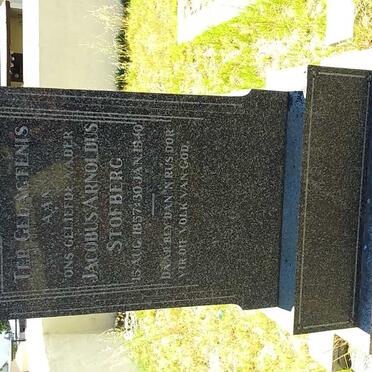 TER GEDAGTENIS
AAN
ONS GELIEFDE VADER
JACOBUS ARNOLDUS
STOFBERG
15 AUG. 1857 - 30 JAN. 1940
DAAR BLY DAN 'N RUS OOR
VIR DIE VOLK VAN GOD.